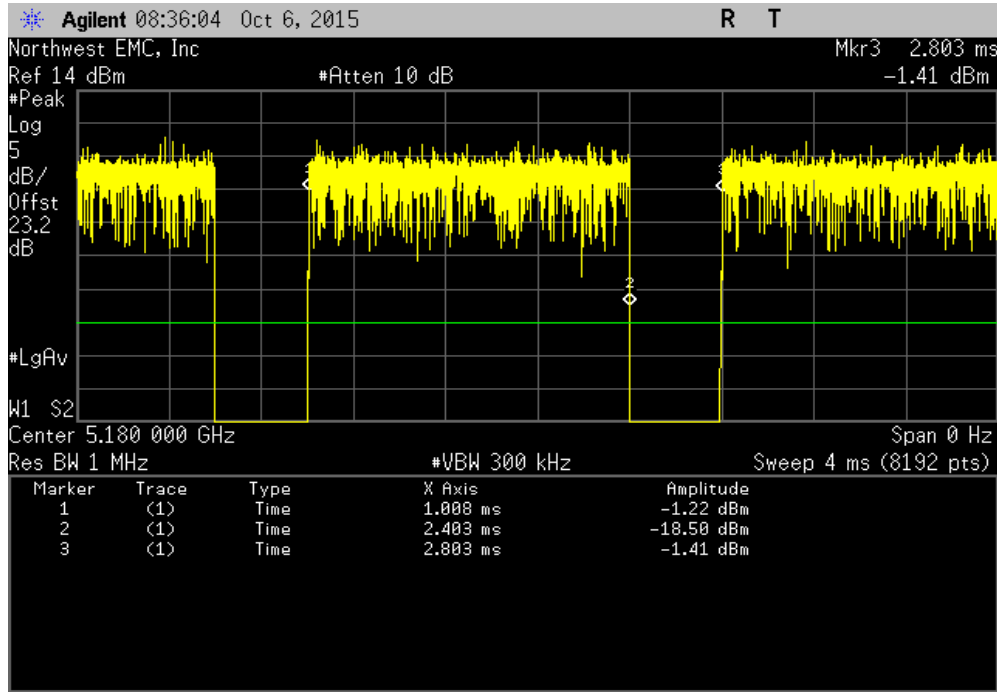 Agilent 08:36:04 Oct 6, 2015 R T
Northwest EMC, Inc Mkr3 2.803 ms
Ref 14 dBm #Atten 10 dB -1.41 dBm
#Peak
Log
5
dB/
Offst
23.2
dB
1
3
2
#LgAv
W1 S2
Center 5.180 000 GHz Span 0 Hz
Res BW 1 MHz #VBW 300 kHz Sweep 4 ms (8192 pts)
Marker Trace Type X Axis Amplitude
1 (1) Time 1.008 ms -1.22 dBm
2 (1) Time 2.403 ms -18.50 dBm
3 (1) Time 2.803 ms -1.41 dBm